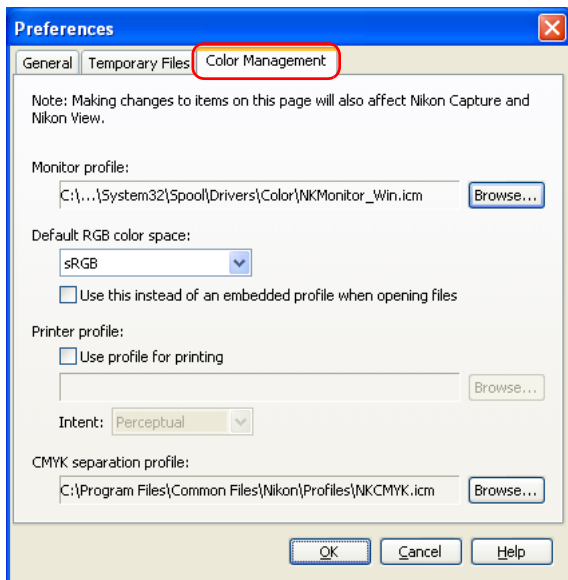 Preferences
General Temporary Files Color Management
Note: Making changes to items on this page will also affect Nikon Capture and
Nikon View.
Monitor profile:
C:\...\System32\Spool\Drivers\Color\NKMonitor_Win.icm Browse...
Default RGB color space:
sRGB
Use this instead of an embedded profile when opening files
Printer profile:
Use profile for printing
Browse...
Intent: Perceptual
CMYK separation profile:
C:\Program Files\Common Files\Nikon\Profiles\NKCMYK.icm Browse...
OK Cancel Help